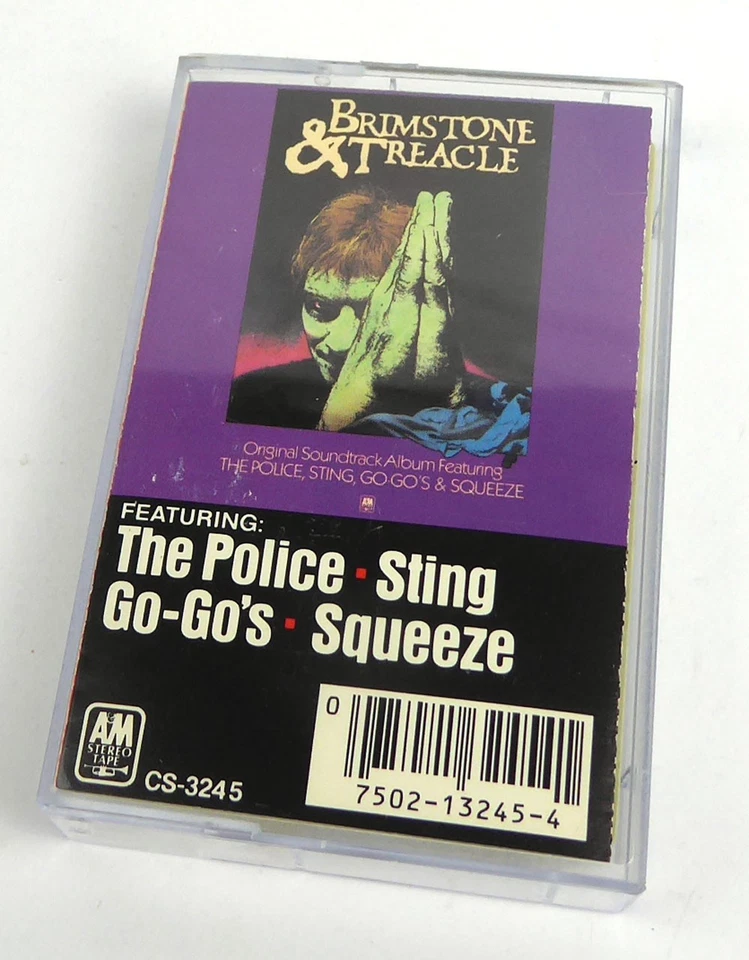 BRIMSTONE
& TREACLE
Original Soundtrack Album Featuring
THE POLICE, STING, GO-GO'S & SQUEEZE
A&M
FEATURING:
The Police · Sting
Go-Go's · Squeeze
A&M
STEREO
TAPE
CS-3245
0
7502-13245-4